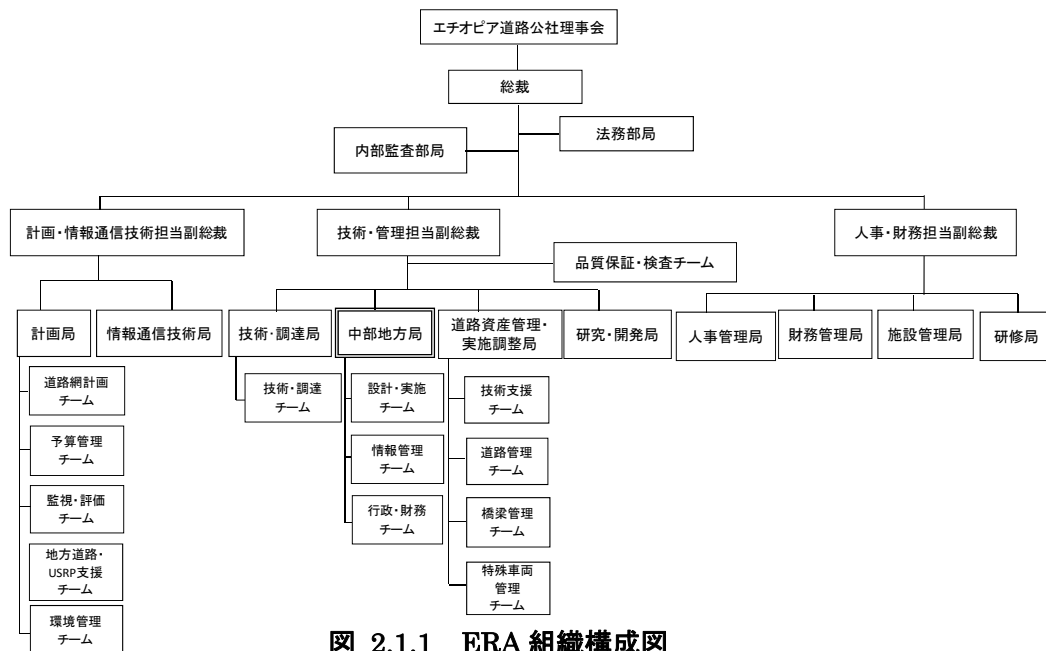 エチオピア道路公社理事会
総裁
法務部局
内部監査部局
計画・情報通信技術担当副総裁
技術・管理担当副総裁
人事・財務担当副総裁
品質保証・検査チーム
計画局
情報通信技術局
技術・調達局
中部地方局
道路資産管理・
実施調整局
研究・開発局
人事管理局
財務管理局
施設管理局
研修局
道路網計画
チーム
予算管理
チーム
監視・評価
チーム
地方道路・
USRP支援
チーム
環境管理
チーム
技術・調達
チーム
設計・実施
チーム
情報管理
チーム
行政・財務
チーム
技術支援
チーム
道路管理
チーム
橋梁管理
チーム
特殊車両
管理
チーム
図 2.1.1 ERA 組織構成図